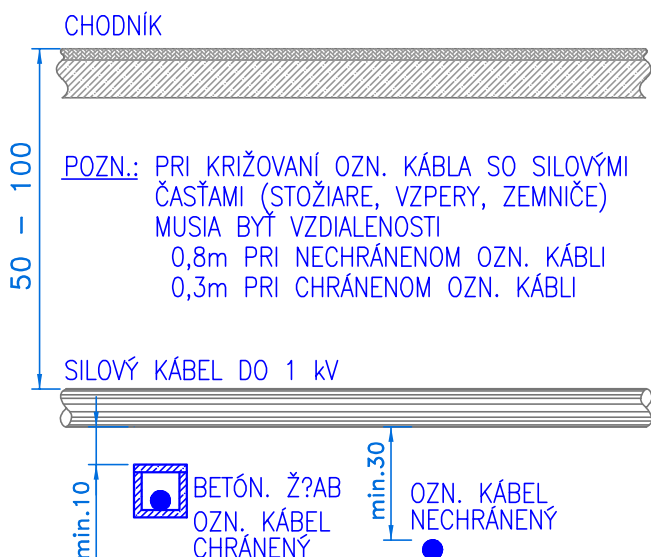 CHODNÍK
50 – 100
POZN.: PRI KRIŽOVANÍ OZN. KÁBLA SO SILOVÝMI
ČASŤAMI (STOŽIARE, VZPERY, ZEMNIČE)
MUSIA BYŤ VZDIALENOSTI
0,8m PRI NECHRÁNENOM OZN. KÁBLI
0,3m PRI CHRÁNENOM OZN. KÁBLI
SILOVÝ KÁBEL DO 1 kV
min.10
BETÓN. Ž?AB
OZN. KÁBEL
CHRÁNENÝ
min.30
OZN. KÁBEL
NECHRÁNENÝ